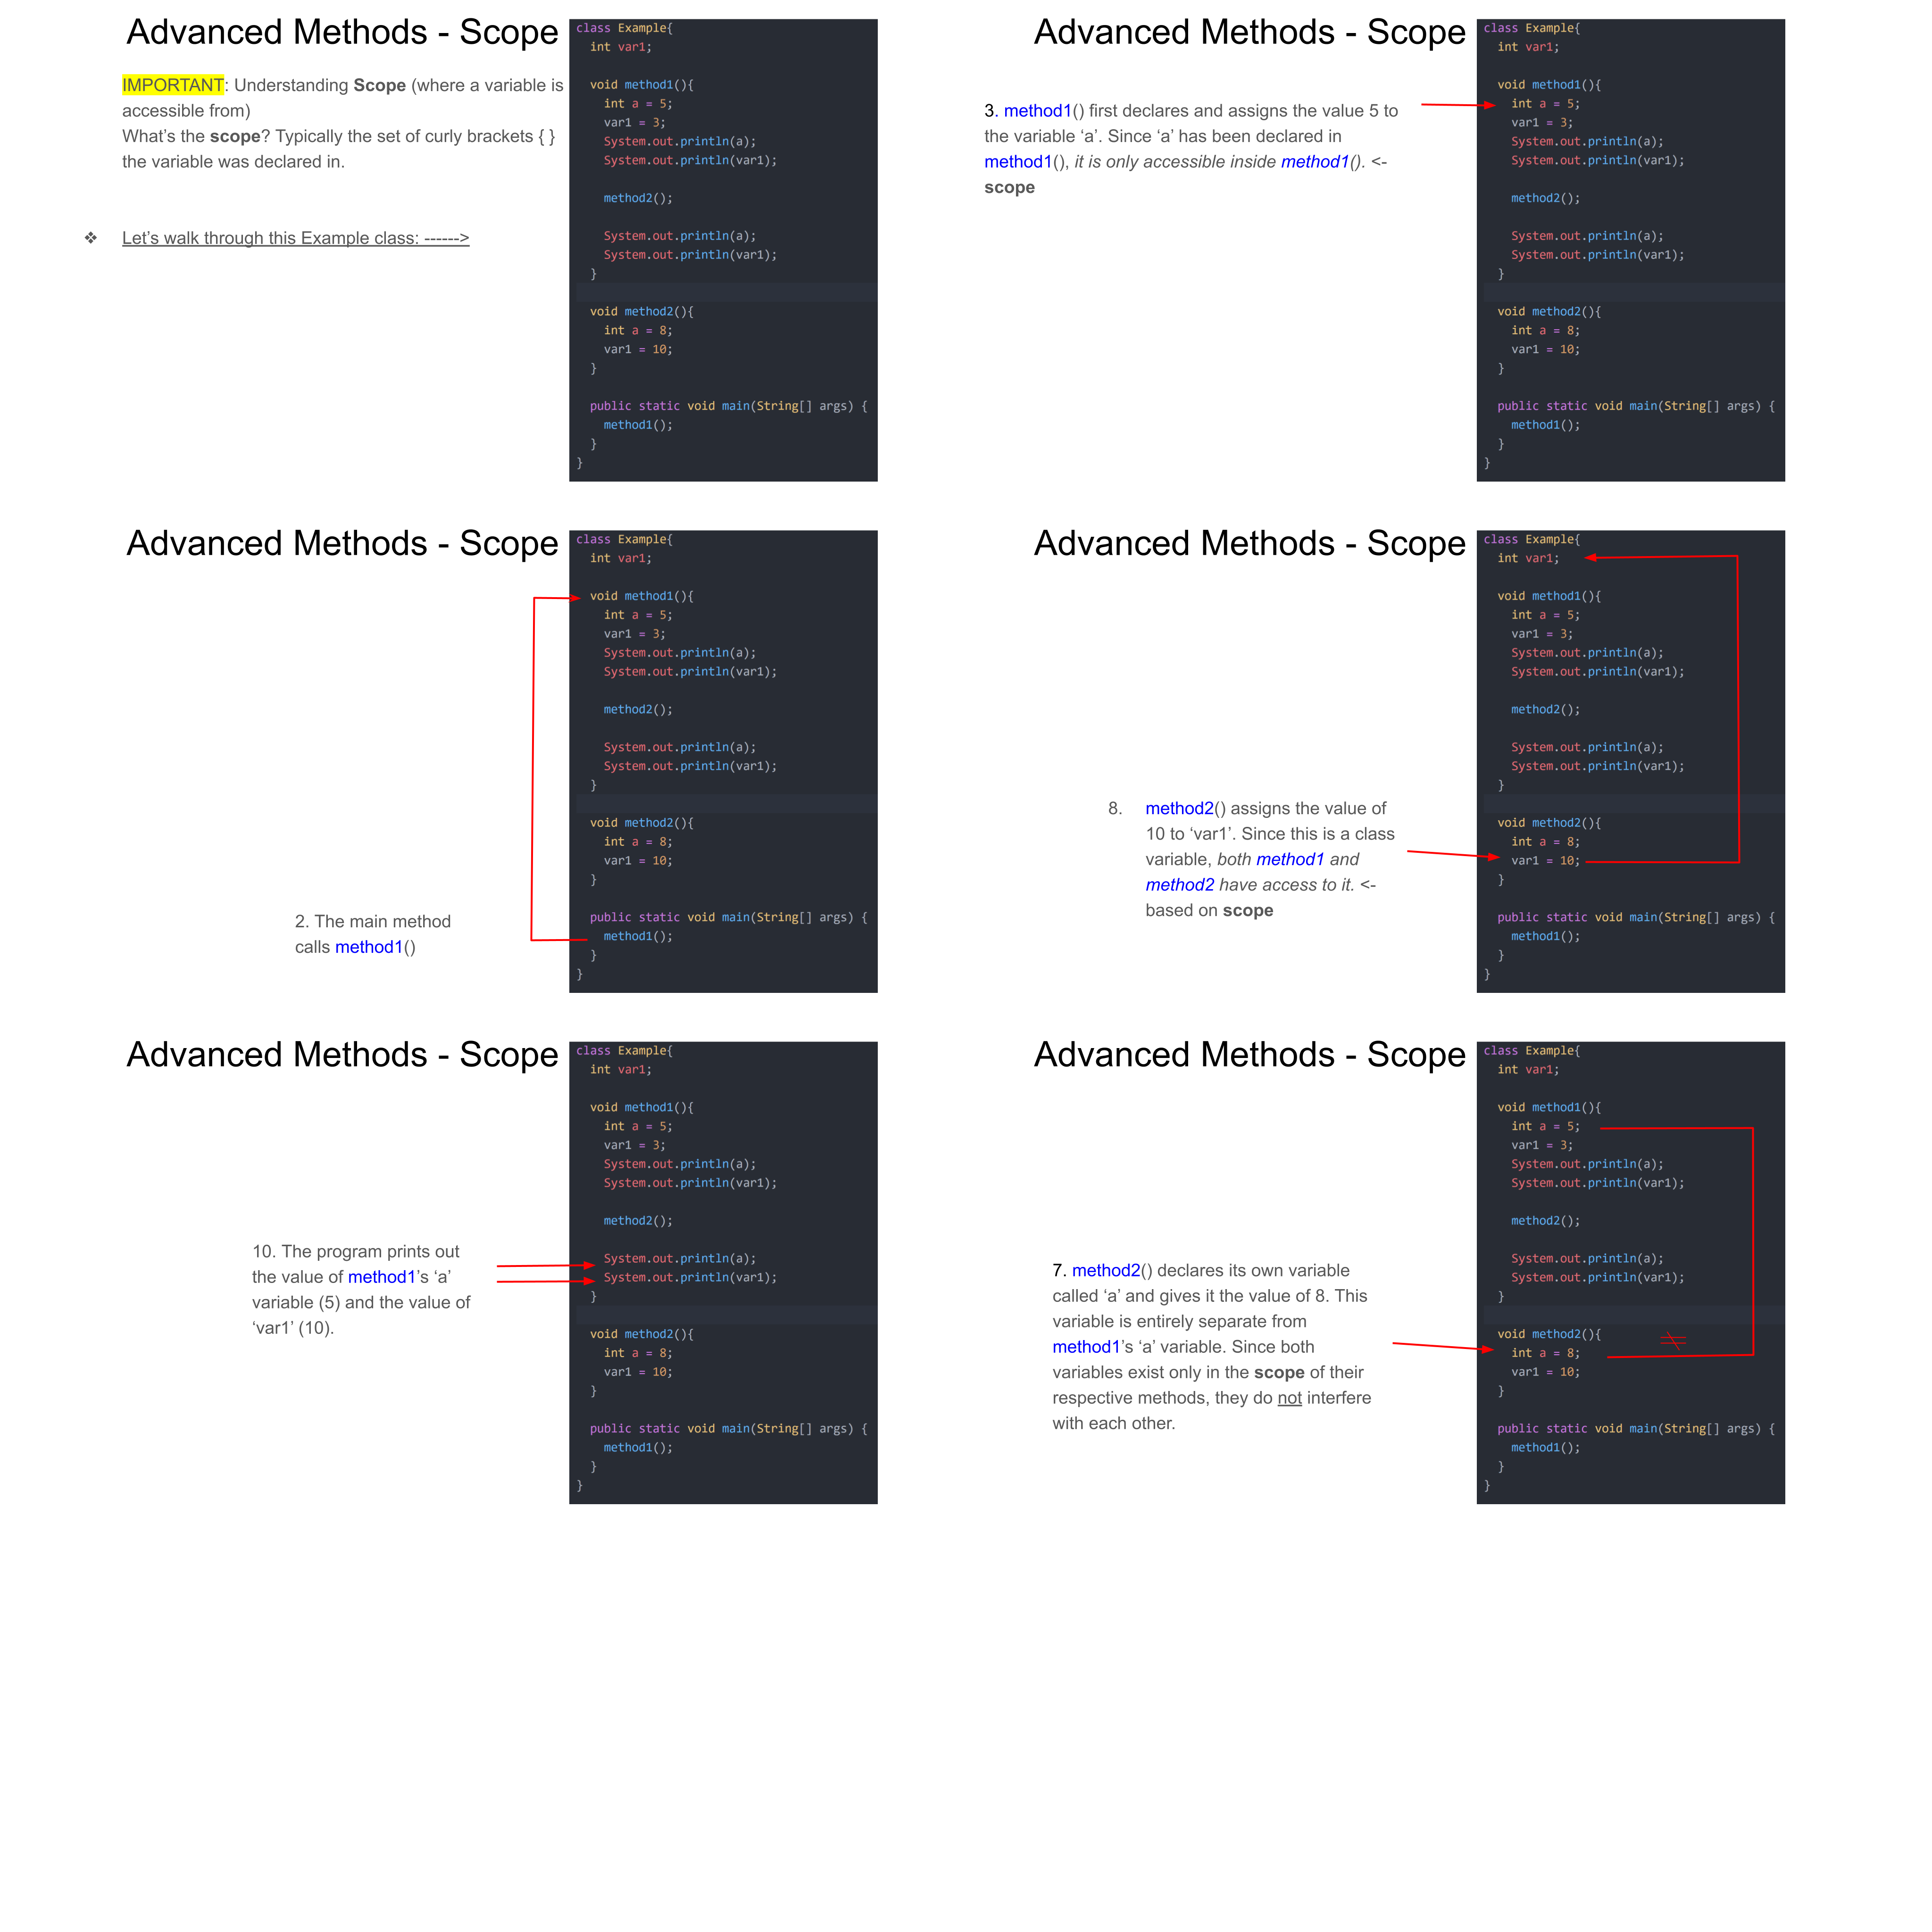 Advanced Methods - Scope
IMPORTANT: Understanding Scope (where a variable is
accessible from)
What’s the scope? Typically the set of curly brackets { }
the variable was declared in.
❖ Let’s walk through this Example class: ------>
class Example{
int var1;
void method1(){
int a = 5;
var1 = 3;
System.out.println(a);
System.out.println(var1);
method2();
System.out.println(a);
System.out.println(var1);
}
void method2(){
int a = 8;
var1 = 10;
}
public static void main(String[] args) {
method1();
}
}
Advanced Methods - Scope
3. method1() first declares and assigns the value 5 to
the variable ‘a’. Since ‘a’ has been declared in
method1(), it is only accessible inside method1(). <-
scope
class Example{
int var1;
void method1(){
int a = 5;
var1 = 3;
System.out.println(a);
System.out.println(var1);
method2();
System.out.println(a);
System.out.println(var1);
}
void method2(){
int a = 8;
var1 = 10;
}
public static void main(String[] args) {
method1();
}
}
Advanced Methods - Scope
2. The main method
calls method1()
class Example{
int var1;
void method1(){
int a = 5;
var1 = 3;
System.out.println(a);
System.out.println(var1);
method2();
System.out.println(a);
System.out.println(var1);
}
void method2(){
int a = 8;
var1 = 10;
}
public static void main(String[] args) {
method1();
}
}
Advanced Methods - Scope
8. method2() assigns the value of
10 to ‘var1’. Since this is a class
variable, both method1 and
method2 have access to it. <-
based on scope
class Example{
int var1;
void method1(){
int a = 5;
var1 = 3;
System.out.println(a);
System.out.println(var1);
method2();
System.out.println(a);
System.out.println(var1);
}
void method2(){
int a = 8;
var1 = 10;
}
public static void main(String[] args) {
method1();
}
}
Advanced Methods - Scope
10. The program prints out
the value of method1’s ‘a’
variable (5) and the value of
‘var1’ (10).
class Example{
int var1;
void method1(){
int a = 5;
var1 = 3;
System.out.println(a);
System.out.println(var1);
method2();
System.out.println(a);
System.out.println(var1);
}
void method2(){
int a = 8;
var1 = 10;
}
public static void main(String[] args) {
method1();
}
}
Advanced Methods - Scope
7. method2() declares its own variable
called ‘a’ and gives it the value of 8. This
variable is entirely separate from
method1’s ‘a’ variable. Since both
variables exist only in the scope of their
respective methods, they do not interfere
with each other.
class Example{
int var1;
void method1(){
int a = 5;
var1 = 3;
System.out.println(a);
System.out.println(var1);
method2();
System.out.println(a);
System.out.println(var1);
}
void method2(){
int a = 8;
var1 = 10;
}
public static void main(String[] args) {
method1();
}
}